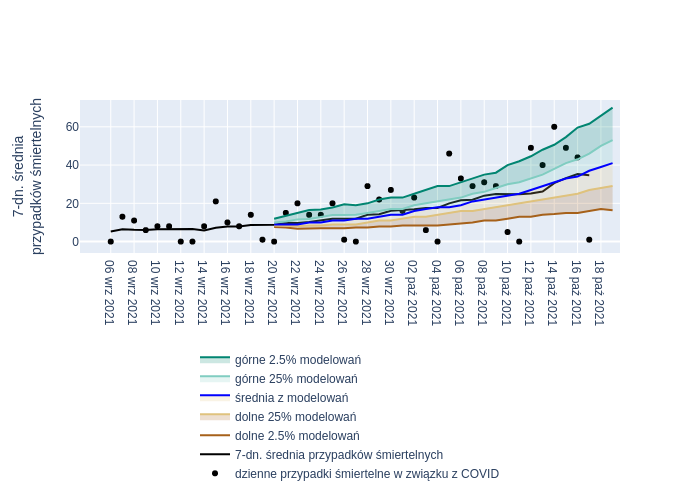 7-dn. średnia
przypadków śmiertelnych
60
40
20
0
06 wrz 2021
08 wrz 2021
10 wrz 2021
12 wrz 2021
14 wrz 2021
16 wrz 2021
18 wrz 2021
20 wrz 2021
22 wrz 2021
24 wrz 2021
26 wrz 2021
28 wrz 2021
30 wrz 2021
02 paź 2021
04 paź 2021
06 paź 2021
08 paź 2021
10 paź 2021
12 paź 2021
14 paź 2021
16 paź 2021
18 paź 2021
górne 2.5% modelowań
górne 25% modelowań
średnia z modelowań
dolne 25% modelowań
dolne 2.5% modelowań
7-dn. średnia przypadków śmiertelnych
dzienne przypadki śmiertelne w związku z COVID